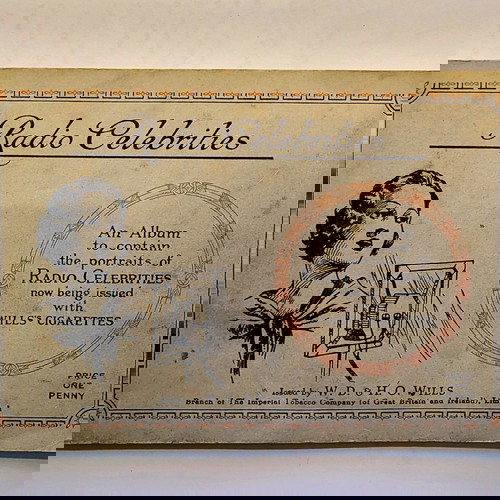 Radio Celebrities
An Album
to contain
the portraits of
RADIO CELEBRITIES
now being issued
with
WILLS'S CIGARETTES
PRICE
ONE
PENNY
Issued by W. D. & H. O. WILLS
Branch of The Imperial Tobacco Company (of Great Britain and Ireland), Lim